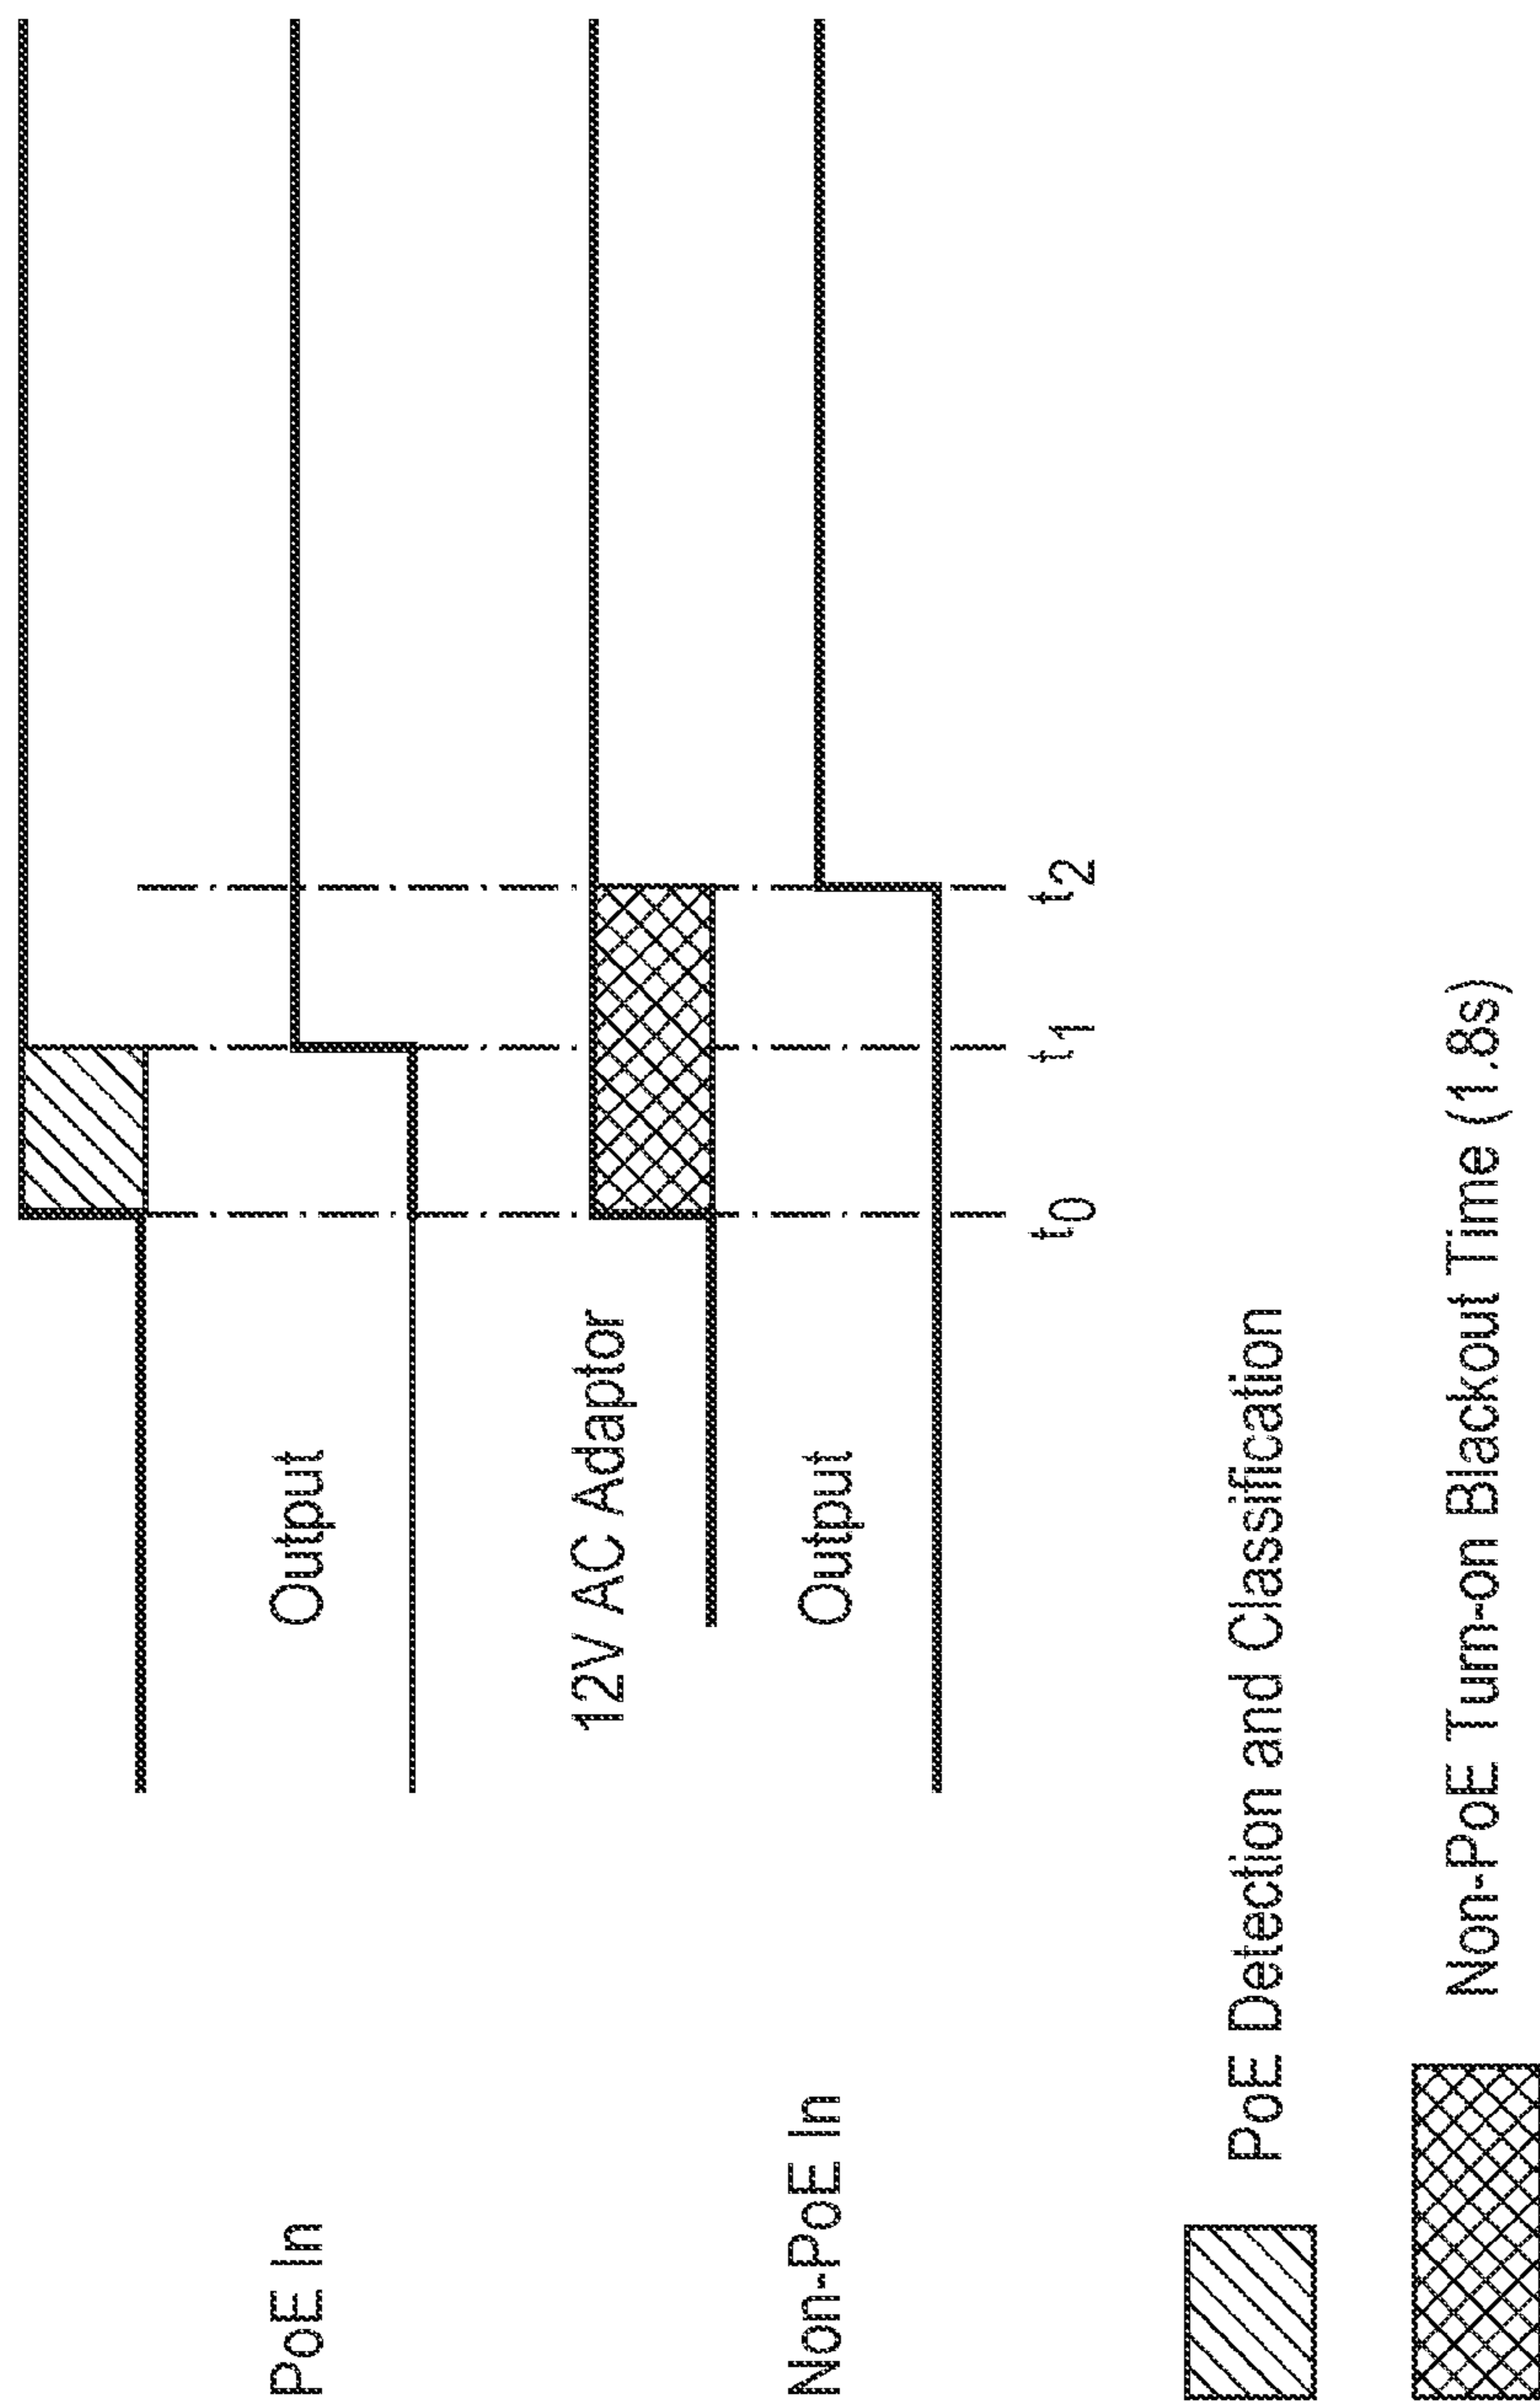 PoE In
Output
12V AC Adaptor
Non-PoE In
Output
t0
t1
t2
PoE Detection and Classification
Non-PoE Turn-on Blackout Time (1.8s)